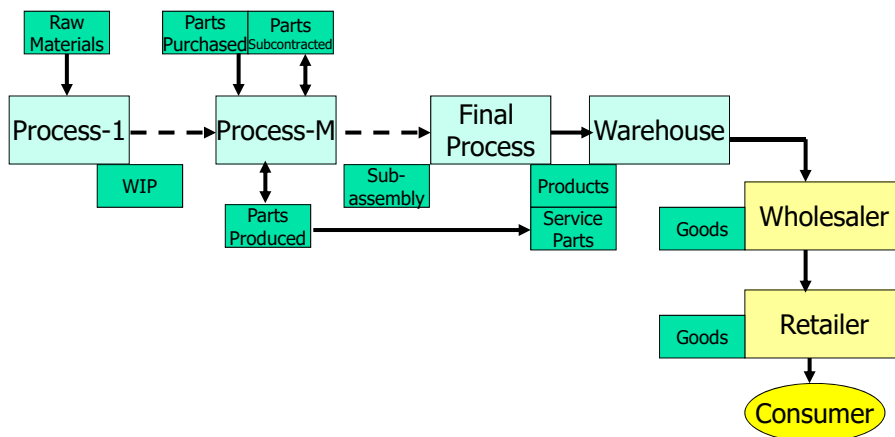 Raw
Materials
Parts
Purchased
Parts
Subcontracted
Process-1
Process-M
Final
Process
Warehouse
WIP
Sub-
assembly
Products
Parts
Produced
Service
Parts
Goods
Wholesaler
Goods
Retailer
Consumer